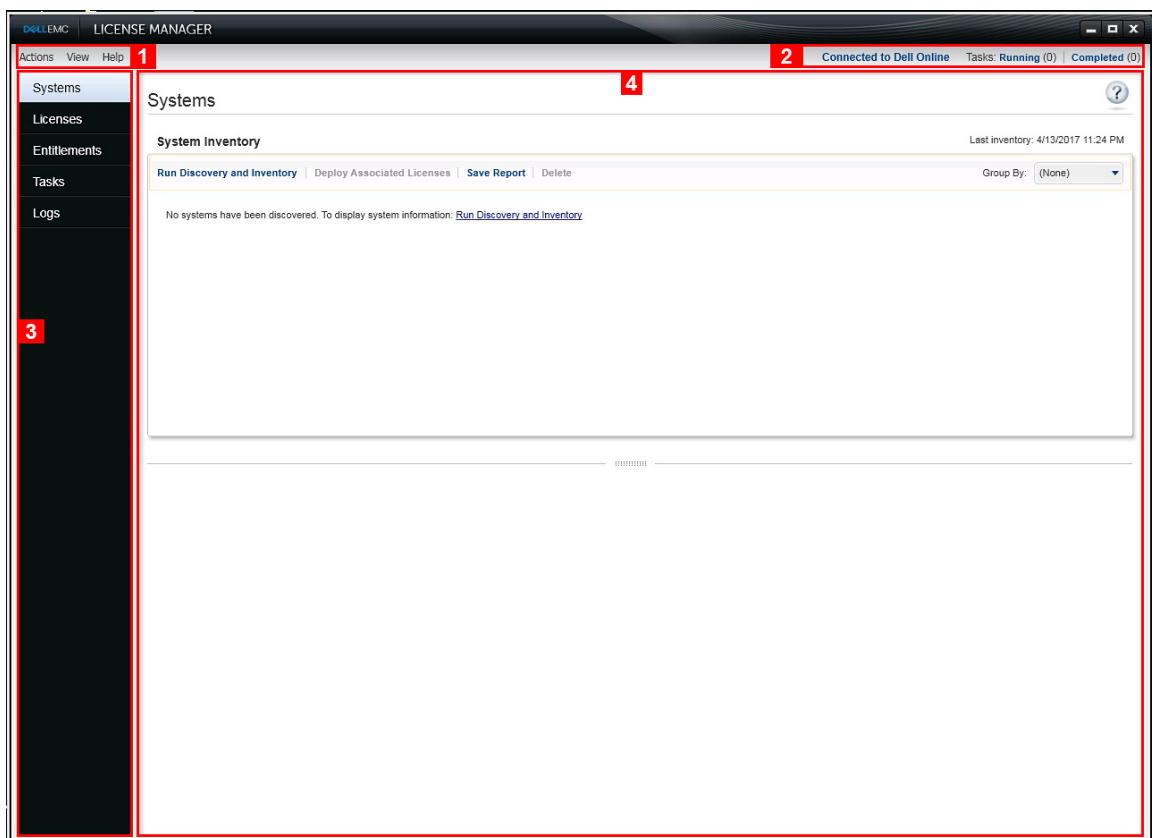 DELLEMC LICENSE MANAGER
Actions View Help 1 2 Connected to Dell Online Tasks: Running (0) | Completed (0)
4
Systems
Licenses
Entitlements
Tasks
Logs
3
Systems ?
System Inventory Last inventory: 4/13/2017 11:24 PM
Run Discovery and Inventory | Deploy Associated Licenses | Save Report | Delete Group By: (None)
No systems have been discovered. To display system information: Run Discovery and Inventory